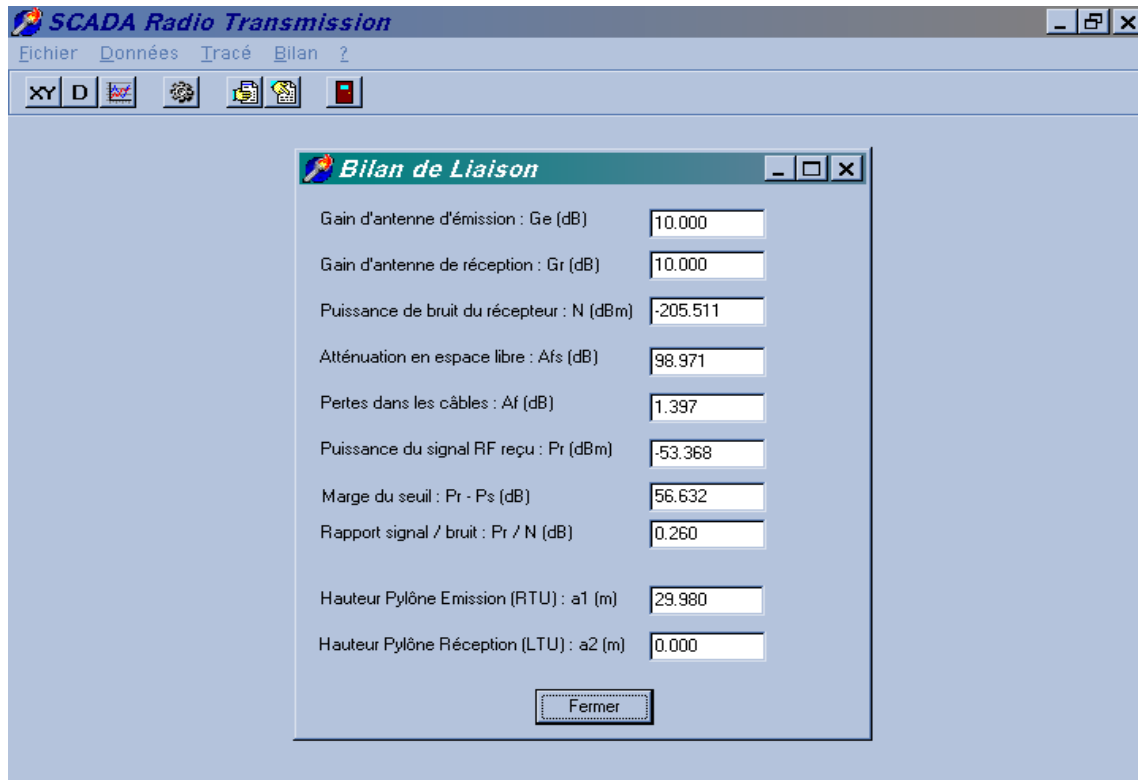 SCADA Radio Transmission
Fichier Données Tracé Bilan ?
XY D
Bilan de Liaison
Gain d'antenne d'émission : Ge (dB) 10.000
Gain d'antenne de réception : Gr (dB) 10.000
Puissance de bruit du récepteur : N (dBm) -205.511
Atténuation en espace libre : Afs (dB) 98.971
Pertes dans les câbles : Af (dB) 1.397
Puissance du signal RF reçu : Pr (dBm) -53.368
Marge du seuil : Pr - Ps (dB) 56.632
Rapport signal / bruit : Pr / N (dB) 0.260
Hauteur Pylône Emission (RTU) : a1 (m) 29.980
Hauteur Pylône Réception (LTU) : a2 (m) 0.000
Fermer